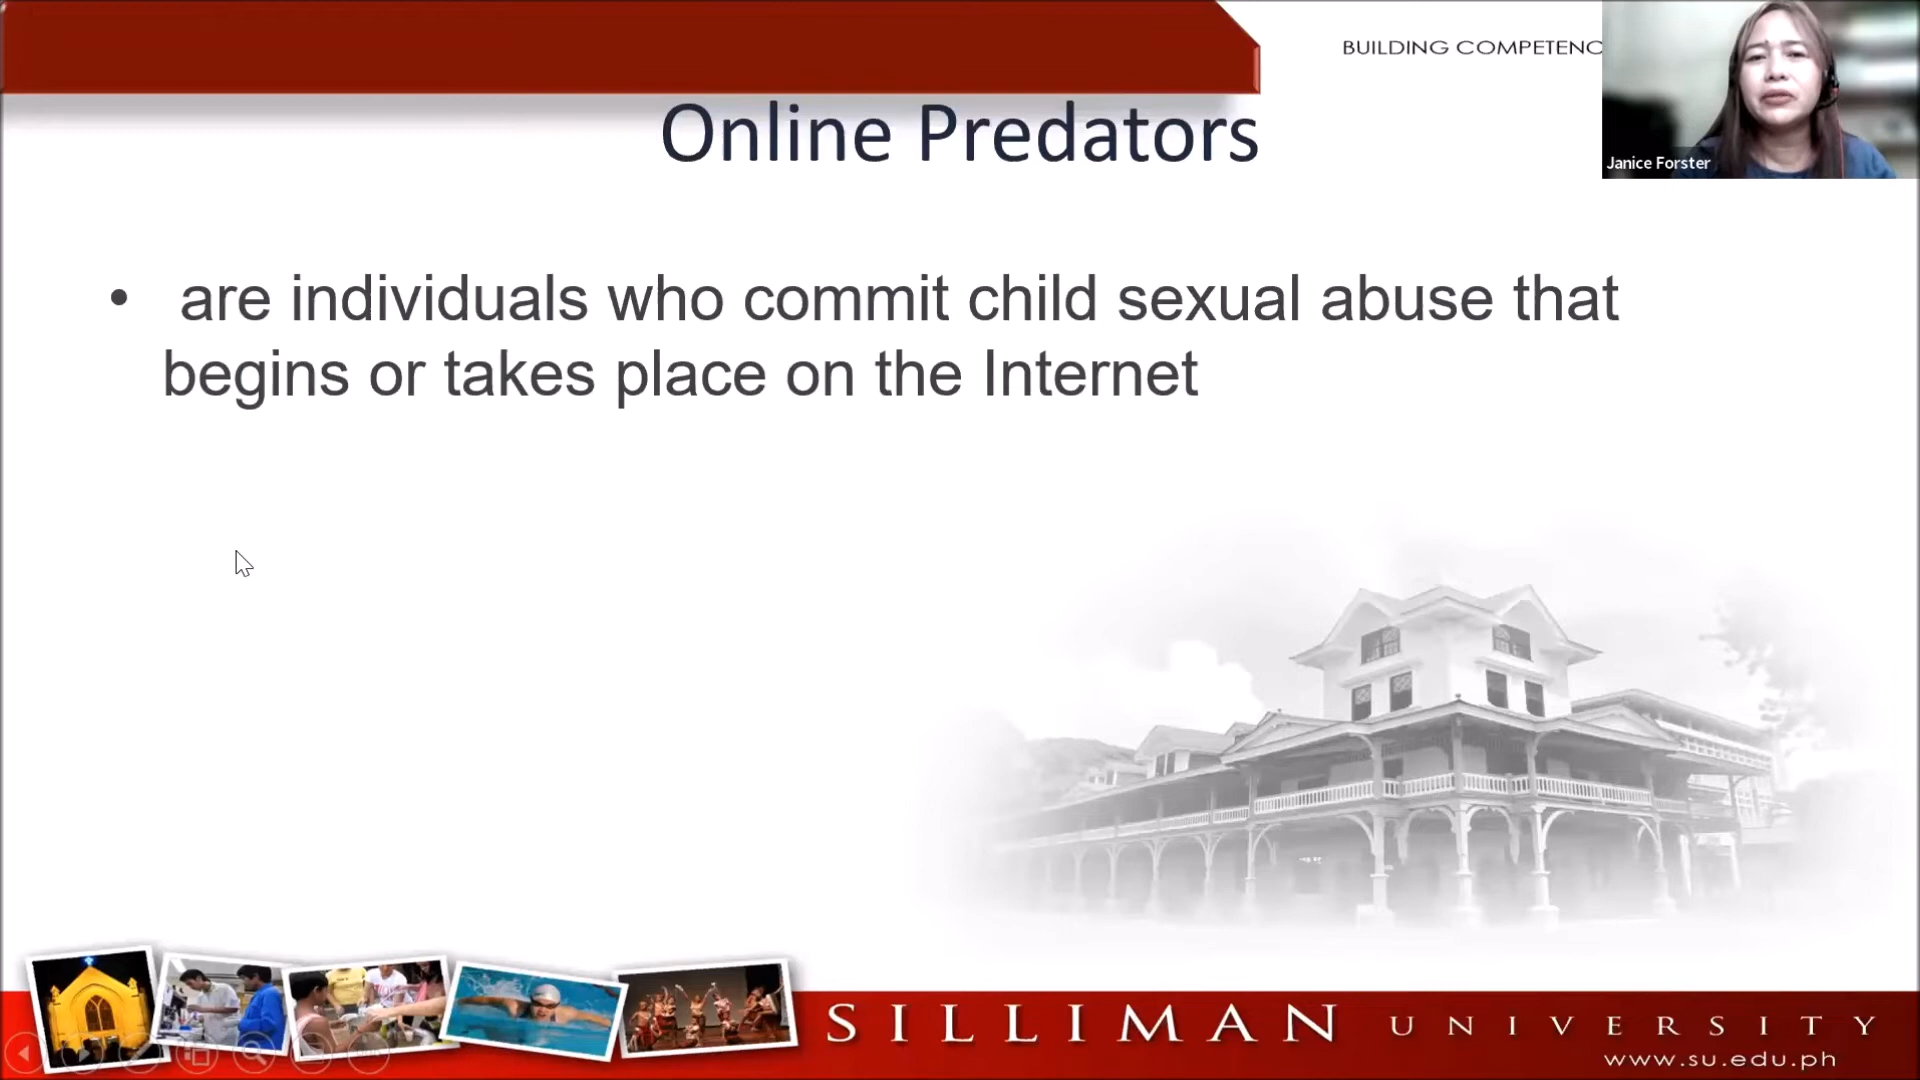 BUILDING COMPETENC
Janice Forster
Online Predators
• are individuals who commit child sexual abuse that
begins or takes place on the Internet
SILLIMAN UNIVERSITY
www.su.edu.ph